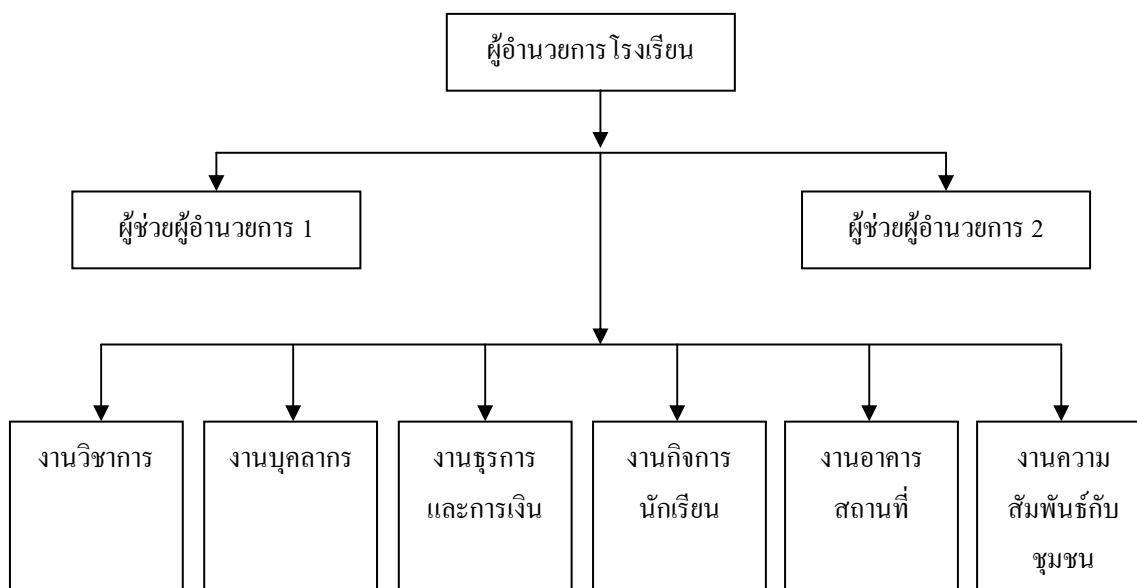 ผู้อำนวยการโรงเรียน
ผู้ช่วยผู้อำนวยการ 1
ผู้ช่วยผู้อำนวยการ 2
งานวิชาการ
งานบุคลากร
งานธุรการ
และการเงิน
งานกิจการ
นักเรียน
งานอาคาร
สถานที่
งานความ
สัมพันธ์กับ
ชุมชน